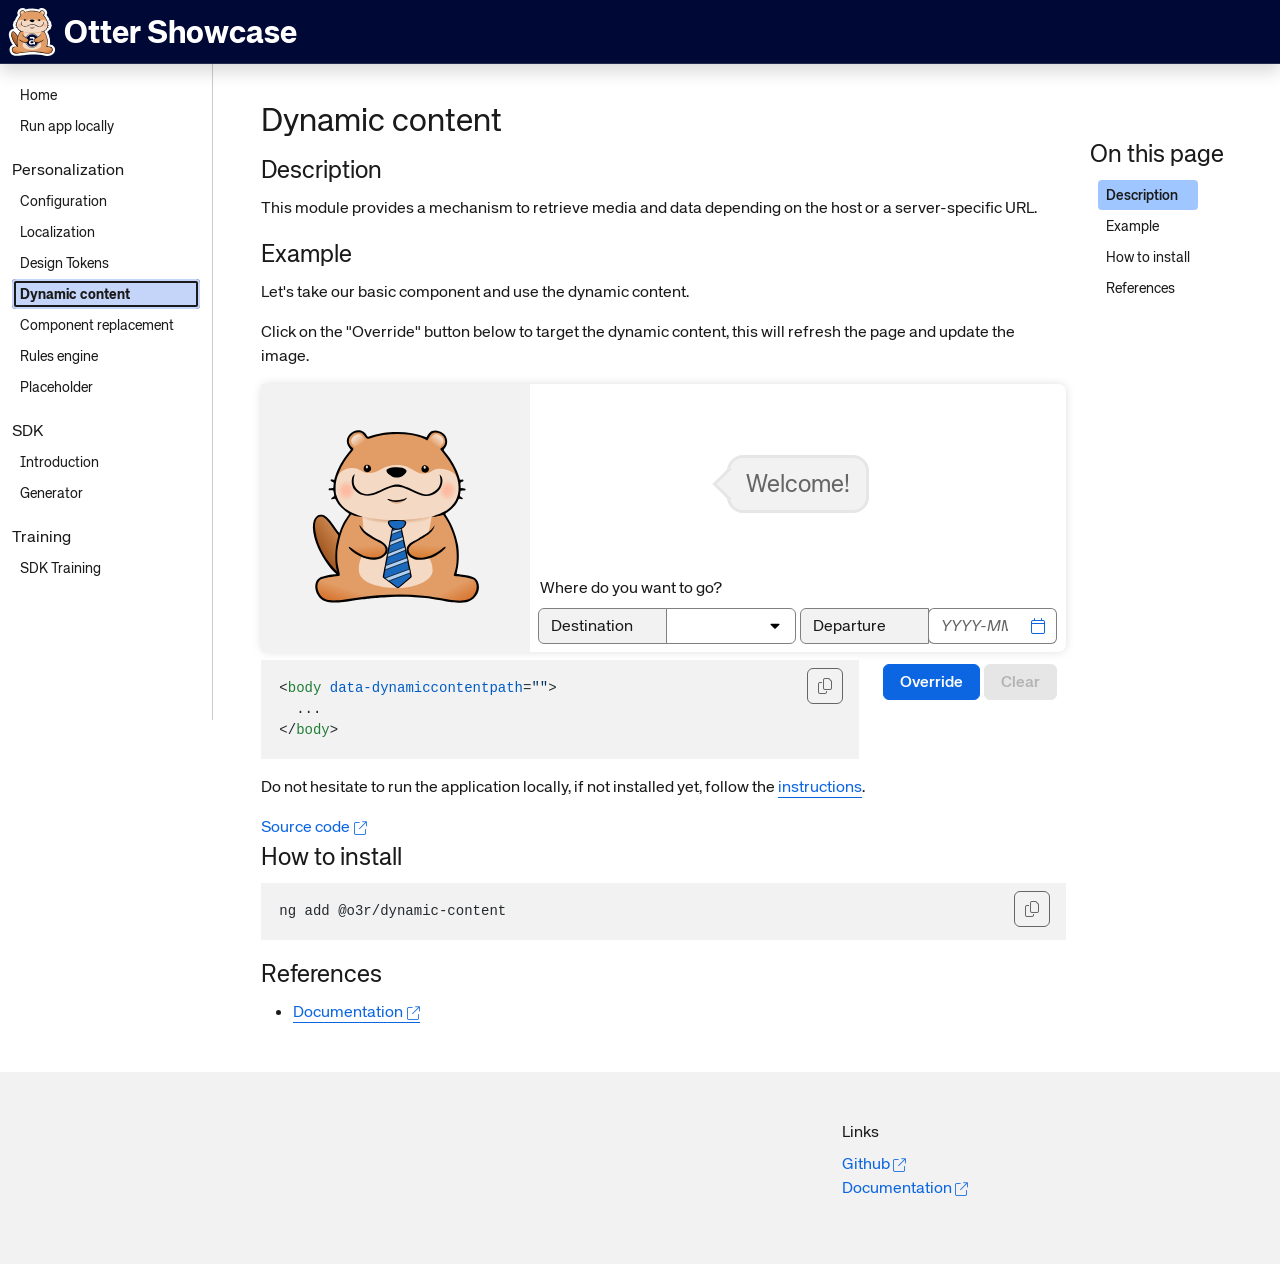 Otter Showcase
Home
Run app locally
Personalization
Configuration
Localization
Design Tokens
Dynamic content
Component replacement
Rules engine
Placeholder
SDK
Introduction
Generator
Training
SDK Training
Dynamic content
Description
This module provides a mechanism to retrieve media and data depending on the host or a server-specific URL.
Example
Let's take our basic component and use the dynamic content.
Click on the "Override" button below to target the dynamic content, this will refresh the page and update the
image.
Welcome!
Where do you want to go?
Destination
Departure
YYYY-MM
<body data-dynamiccontentpath="">
...
</body>
Override
Clear
Do not hesitate to run the application locally, if not installed yet, follow the instructions.
Source code
How to install
ng add @o3r/dynamic-content
References
Documentation
On this page
Description
Example
How to install
References
Links
Github
Documentation